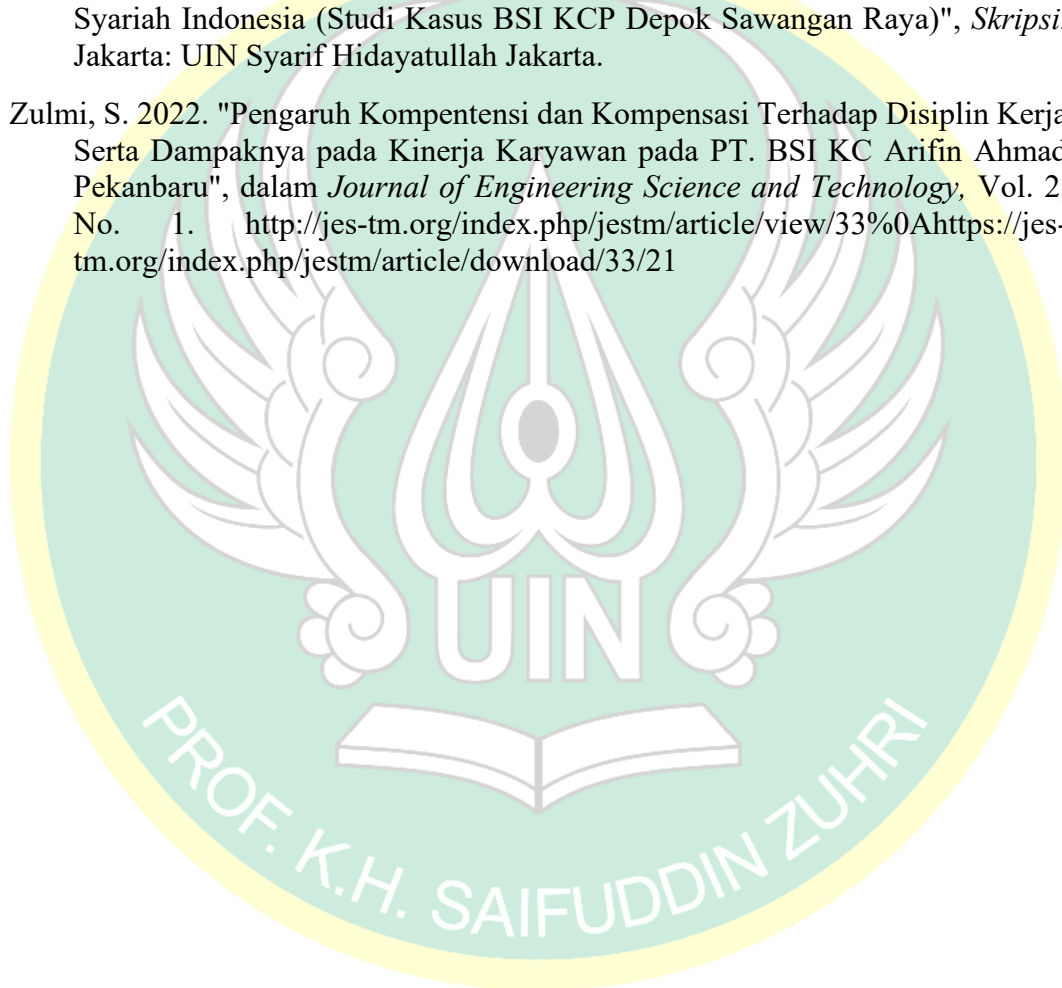 Syariah Indonesia (Studi Kasus BSI KCP Depok Sawangan Raya)", Skripsi.
Jakarta: UIN Syarif Hidayatullah Jakarta.
Zulmi, S. 2022. "Pengaruh Kompentensi dan Kompensasi Terhadap Disiplin Kerja
Serta Dampaknya pada Kinerja Karyawan pada PT. BSI KC Arifin Ahmad
Pekanbaru", dalam Journal of Engineering Science and Technology, Vol. 2
No. 1. http://jes-tm.org/index.php/jestm/article/view/33%0Ahttps://jes-
tm.org/index.php/jestm/article/download/33/21
UIN
PROF. K.H. SAIFUDDIN ZUHRI